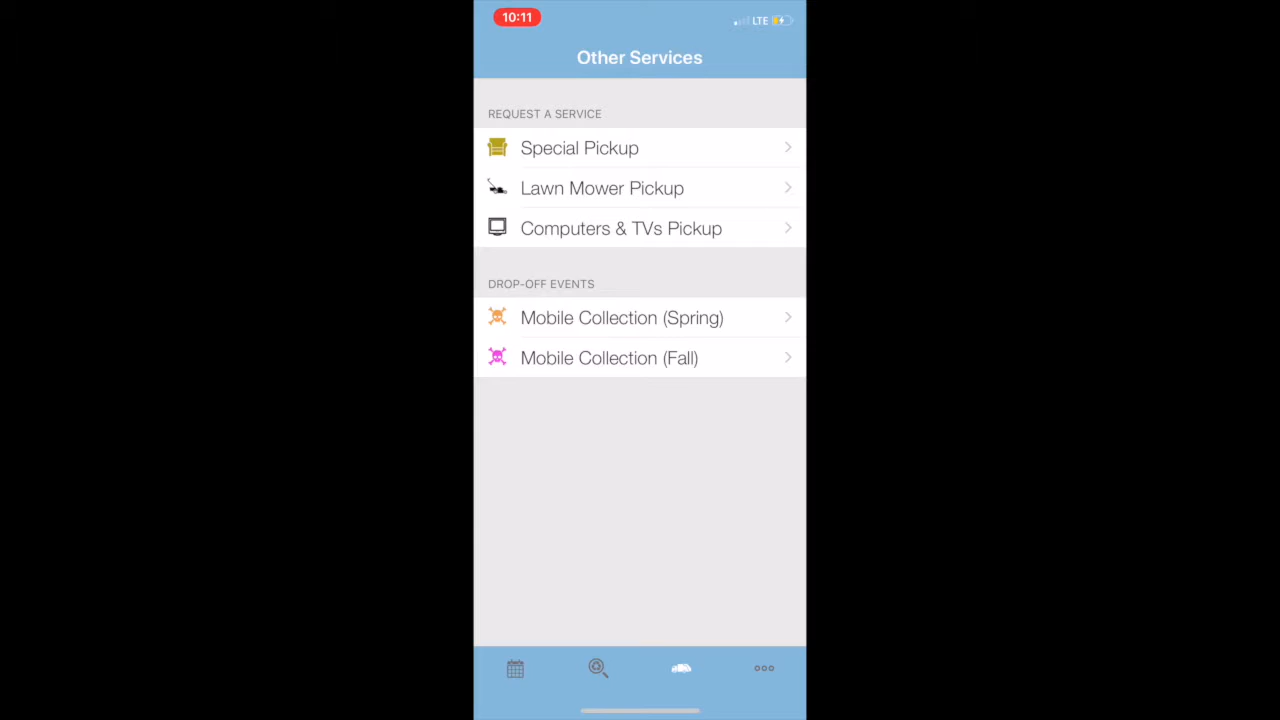 10:11
LTE
Other Services
REQUEST A SERVICE
Special Pickup
Lawn Mower Pickup
Computers & TVs Pickup
DROP-OFF EVENTS
Mobile Collection (Spring)
Mobile Collection (Fall)